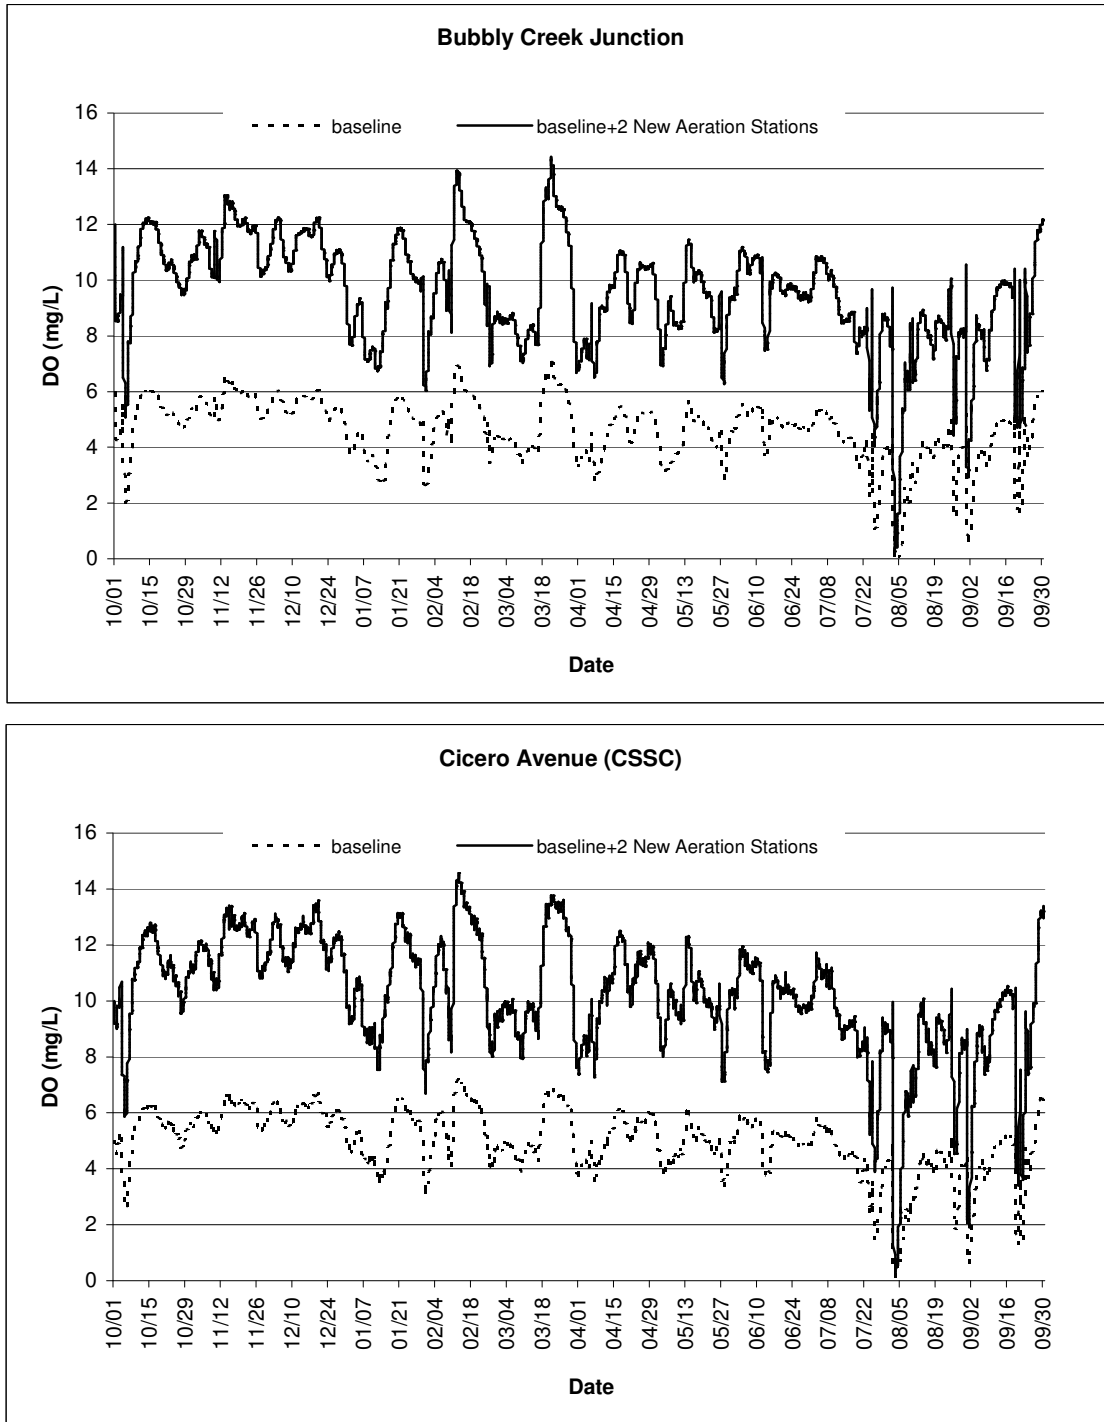 Bubbly Creek Junction
baseline baseline+2 New Aeration Stations
DO (mg/L)
16
14
12
10
8
6
4
2
0
10/01 10/15 10/29 11/12 11/26 12/10 12/24 01/07 01/21 02/04 02/18 03/04 03/18 04/01 04/15 04/29 05/13 05/27 06/10 06/24 07/08 07/22 08/05 08/19 09/02 09/16 09/30
Date
Cicero Avenue (CSSC)
baseline baseline+2 New Aeration Stations
DO (mg/L)
16
14
12
10
8
6
4
2
0
10/01 10/15 10/29 11/12 11/26 12/10 12/24 01/07 01/21 02/04 02/18 03/04 03/18 04/01 04/15 04/29 05/13 05/27 06/10 06/24 07/08 07/22 08/05 08/19 09/02 09/16 09/30
Date